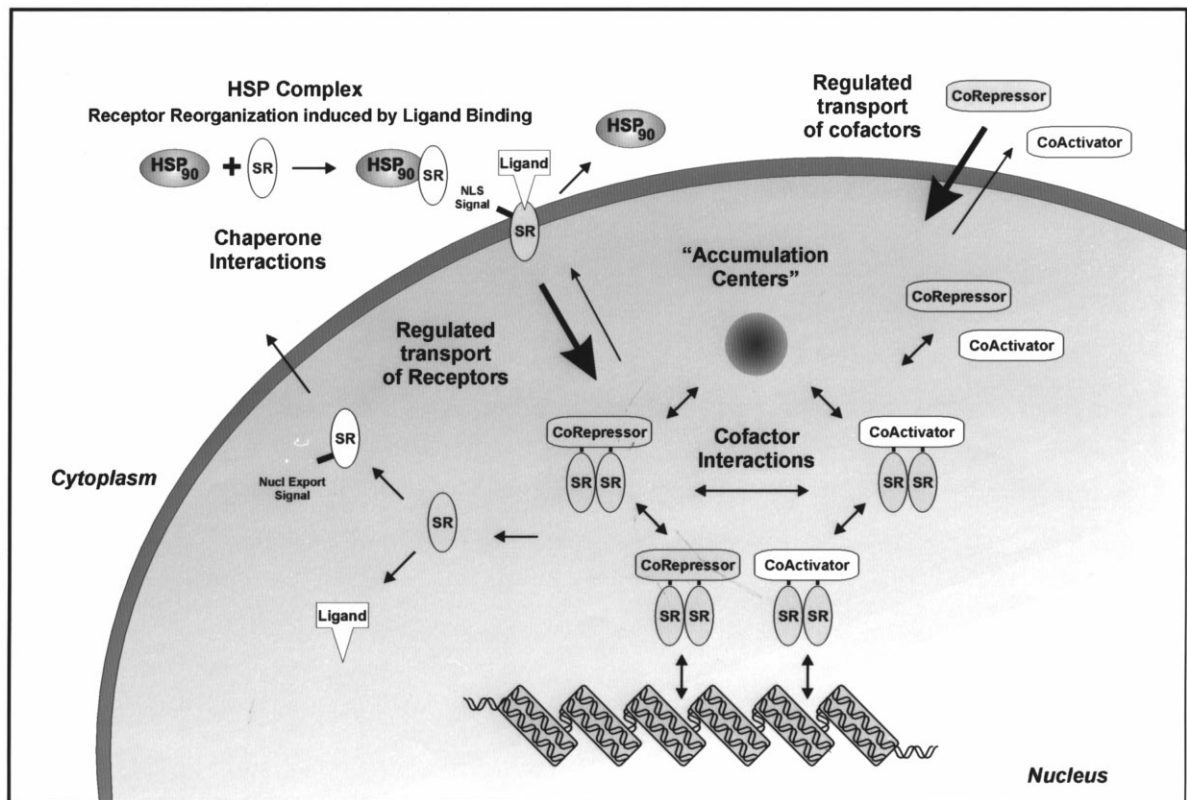 HSP Complex
Receptor Reorganization induced by Ligand Binding
HSP90
+
SR
HSP90
SR
NLS
Signal
Ligand
SR
HSP90
Regulated
transport
of cofactors
CoRepressor
CoActivator
Chaperone
Interactions
"Accumulation
Centers"
CoRepressor
CoActivator
Regulated
transport
of Receptors
CoRepressor
SR SR
Cofactor
Interactions
CoActivator
SR SR
Cytoplasm
SR
Nucl Export
Signal
SR
Ligand
CoRepressor
SR SR
CoActivator
SR SR
Nucleus